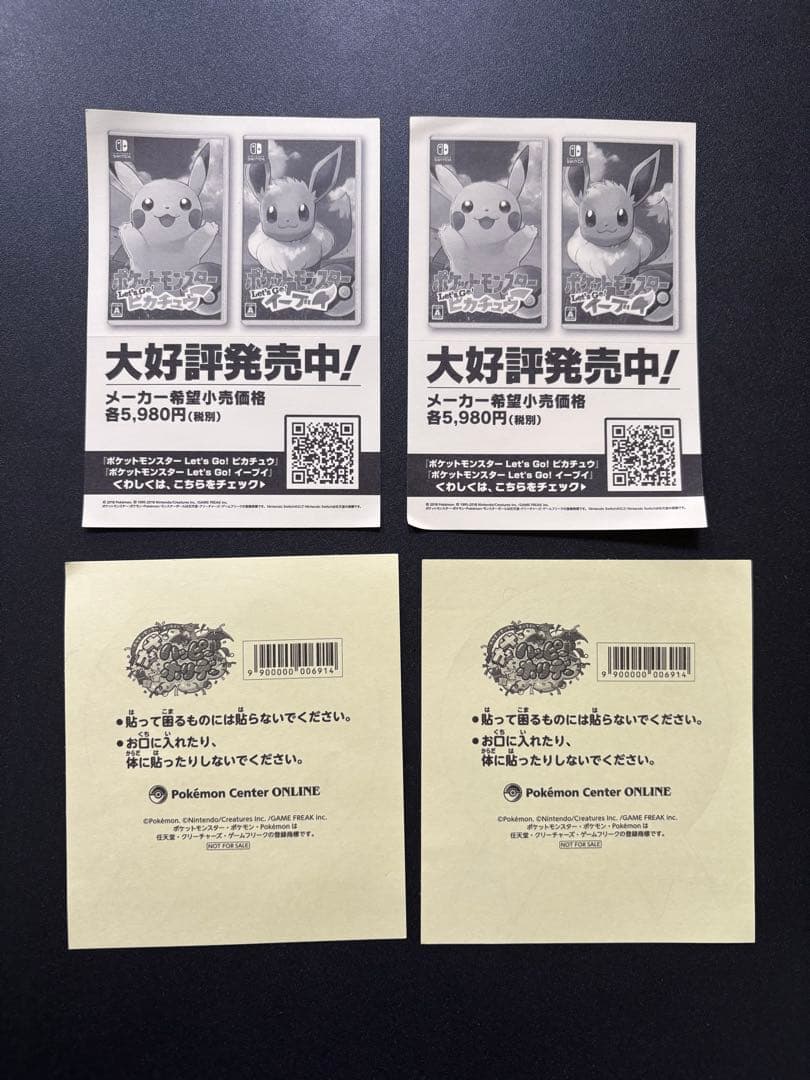 ポケットモンスター
Let's Go!
ピカチュウ
ポケットモンスター
Let's Go!
イーブイ
大好評発売中!
メーカー希望小売価格
各5,980円(税別)
『ポケットモンスター Let's Go! ピカチュウ』
『ポケットモンスター Let's Go! イーブイ』
くわしくは、こちらをチェック▶
ポケットモンスター
Let's Go!
ピカチュウ
ポケットモンスター
Let's Go!
イーブイ
大好評発売中!
メーカー希望小売価格
各5,980円(税別)
『ポケットモンスター Let's Go! ピカチュウ』
『ポケットモンスター Let's Go! イーブイ』
くわしくは、こちらをチェック▶
9 900000 006914
●貼って困るものには貼らないでください。
●お口に入れたり、
体に貼ったりしないでください。
Pokémon Center ONLINE
©Pokémon. ©Nintendo/Creatures Inc. /GAME FREAK inc.
ポケットモンスター・ポケモン・Pokémon は
任天堂・クリーチャーズ・ゲームフリークの登録商標です。
NOT FOR SALE
9 900000 006914
●貼って困るものには貼らないでください。
●お口に入れたり、
体に貼ったりしないでください。
Pokémon Center ONLINE
©Pokémon. ©Nintendo/Creatures Inc. /GAME FREAK inc.
ポケットモンスター・ポケモン・Pokémon は
任天堂・クリーチャーズ・ゲームフリークの登録商標です。
NOT FOR SALE